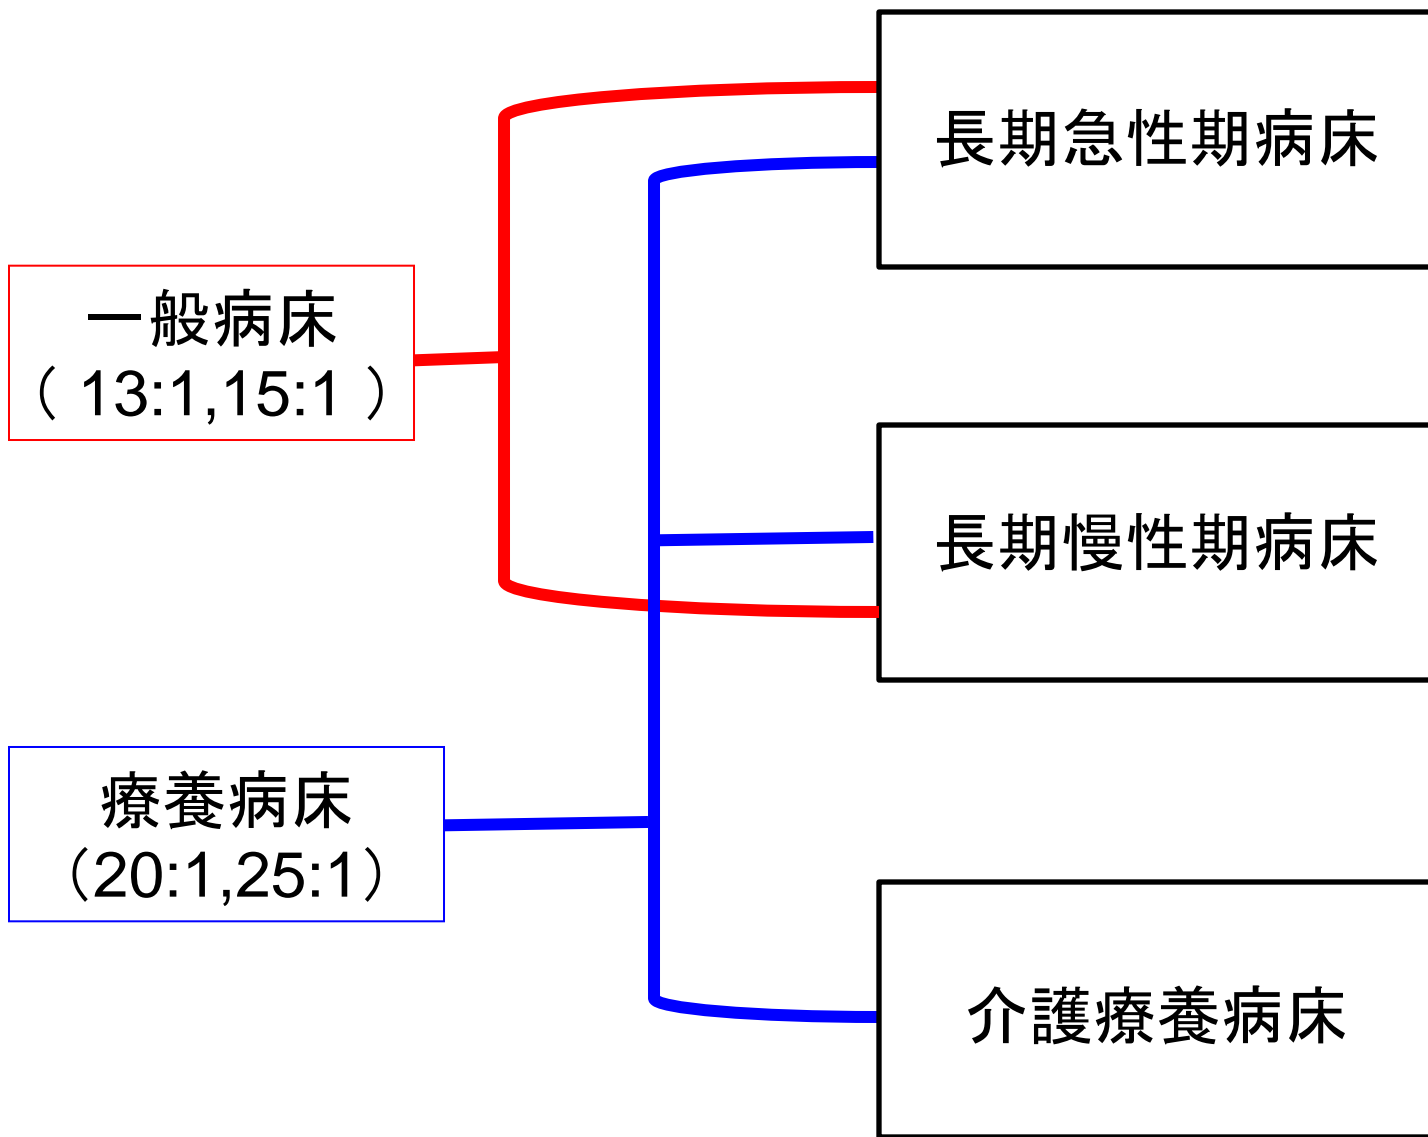 長期急性期病床
一般病床
（ 13:1,15:1 ）
長期慢性期病床
療養病床
（20:1,25:1）
介護療養病床